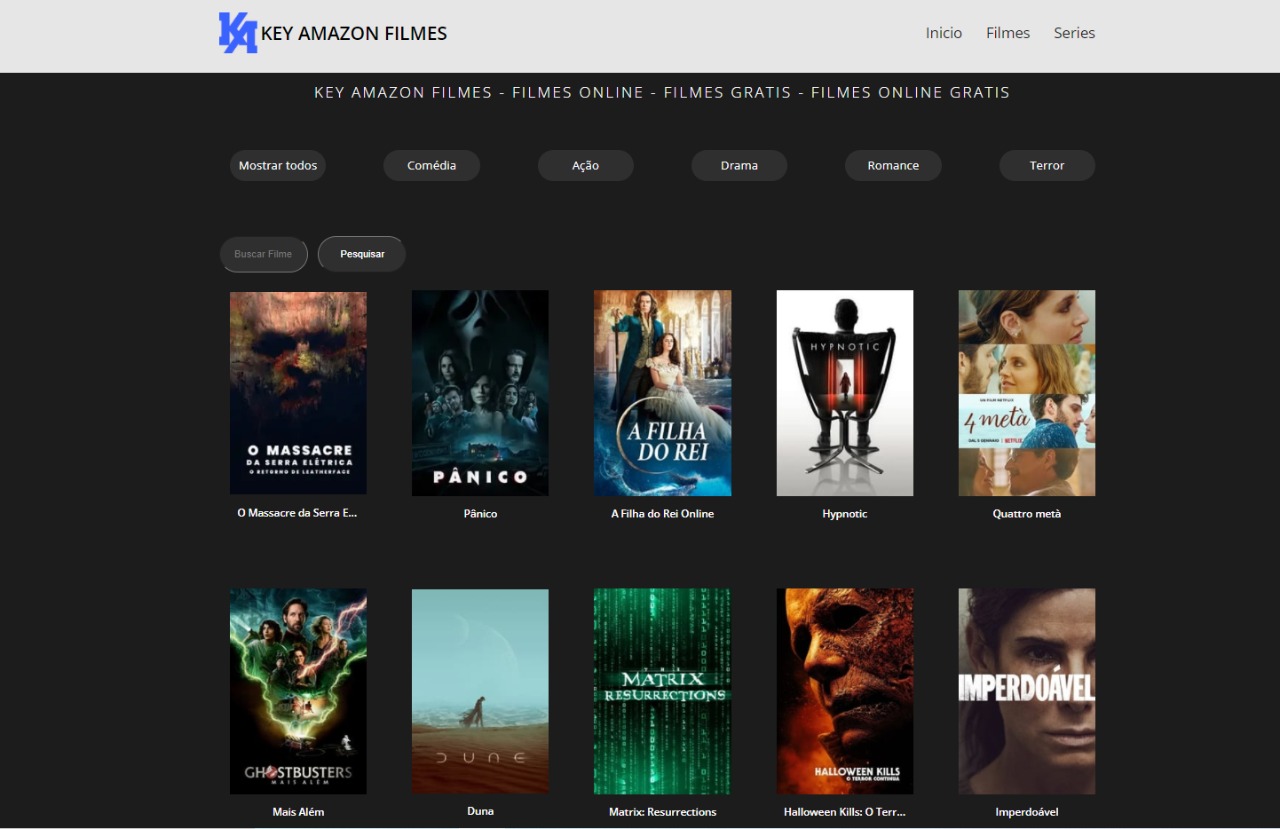 KA KEY AMAZON FILMES
Inicio Filmes Series
KEY AMAZON FILMES - FILMES ONLINE - FILMES GRATIS - FILMES ONLINE GRATIS
Mostrar todos Comédia Ação Drama Romance Terror
Buscar Filme Pesquisar
O MASSACRE
DA SERRA ELÉTRICA
O RETORNO DE LEATHERFACE
PÂNICO
A FILHA
DO REI
HYPNOTIC
UN FILM NETFLIX
4 metà
DAL 5 GENNAIO | NETFLIX
O Massacre da Serra E... Pânico A Filha do Rei Online Hypnotic Quattro metà
GHOSTBUSTERS
MAIS ALÉM
DUNE
THE
MATRIX
RESURRECTIONS
HALLOWEEN KILLS
O TERROR CONTINUA
IMPERDOÁVEL
Mais Além Duna Matrix: Resurrections Halloween Kills: O Terr... Imperdoável